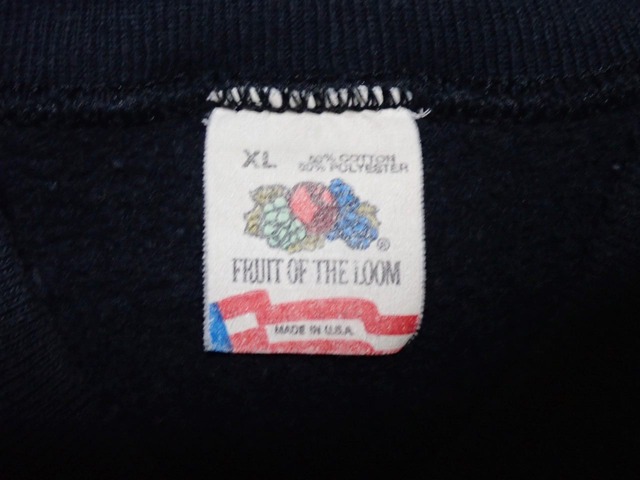 XL
50% COTTON
50% POLYESTER
®
FRUIT OF THE LOOM
MADE IN U.S.A.